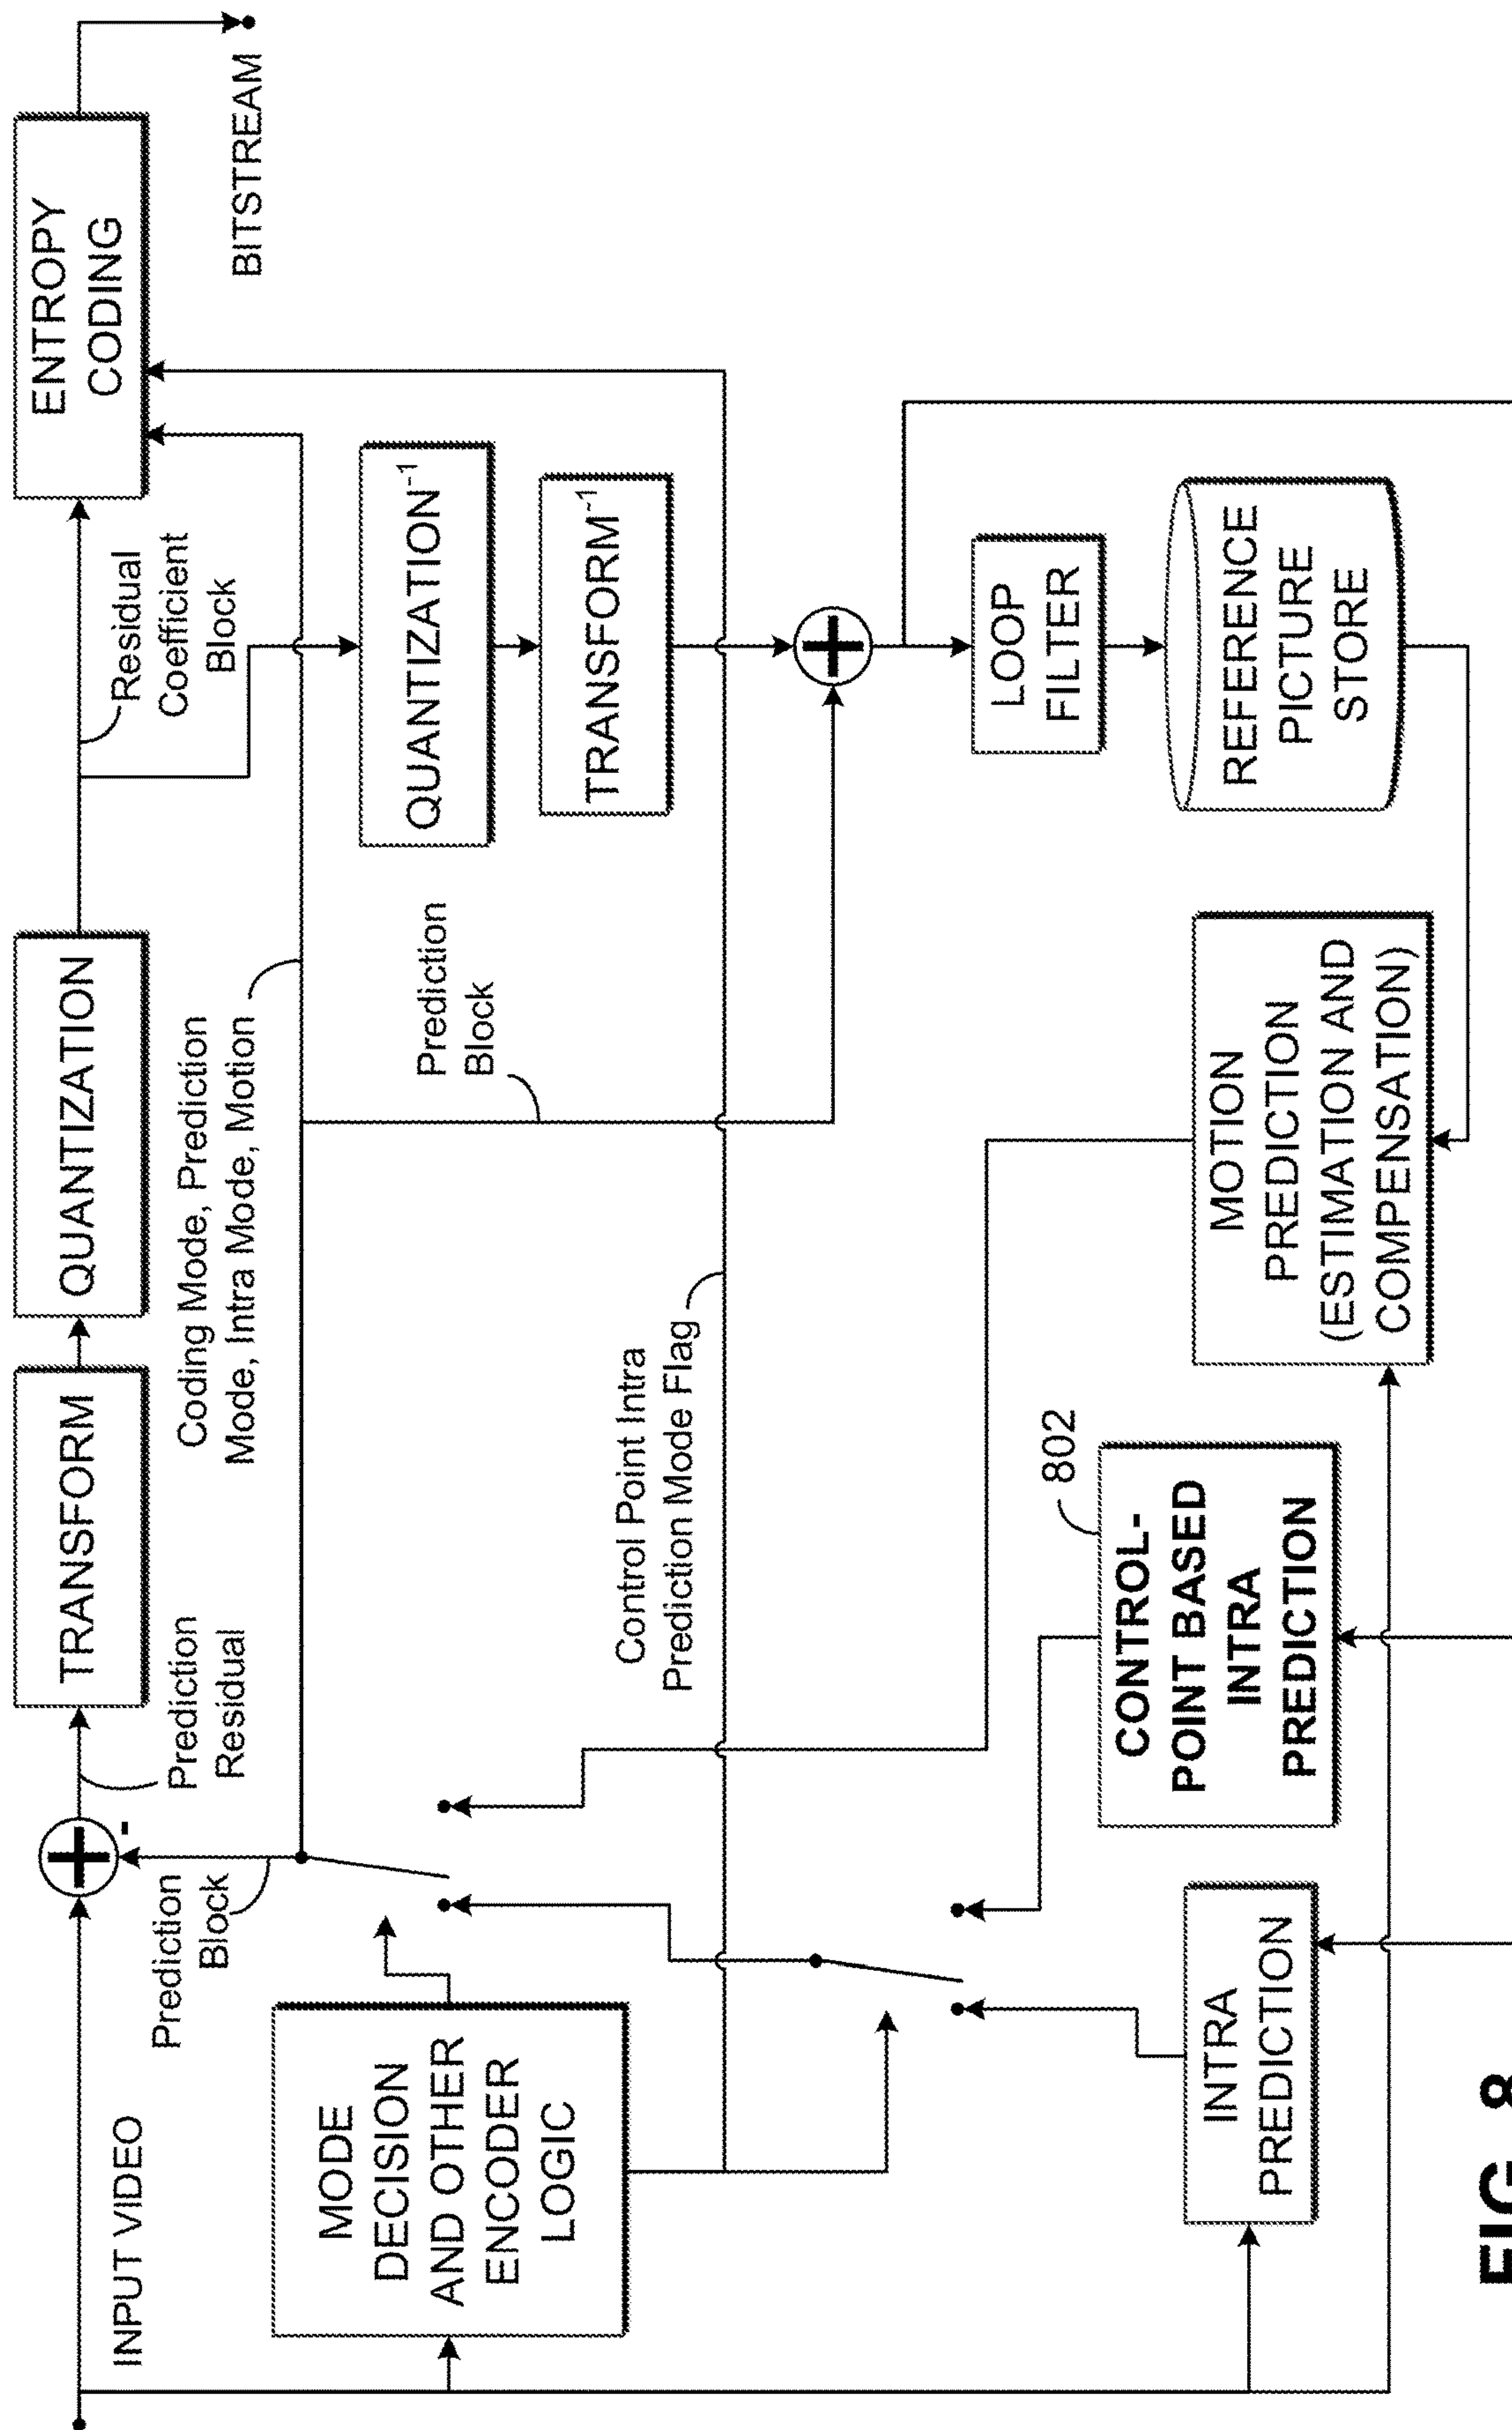 INPUT VIDEO
Prediction
Block
-
Prediction
Residual
TRANSFORM
QUANTIZATION
Residual
Coefficient
Block
ENTROPY
CODING
BITSTREAM
Coding Mode, Prediction
Mode, Intra Mode, Motion
MODE
DECISION
AND OTHER
ENCODER
LOGIC
Prediction
Block
QUANTIZATION⁻¹
TRANSFORM⁻¹
Control Point Intra
Prediction Mode Flag
LOOP
FILTER
REFERENCE
PICTURE
STORE
802
CONTROL-
POINT BASED
INTRA
PREDICTION
INTRA
PREDICTION
MOTION
PREDICTION
(ESTIMATION AND
COMPENSATION)
FIG. 8